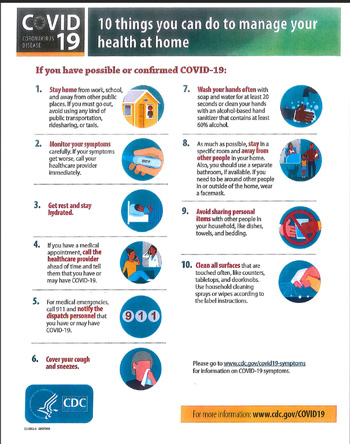 COVID
CORONAVIRUS
DISEASE
19
10 things you can do to manage your
health at home
If you have possible or confirmed COVID-19:
1. Stay home from work, school,
and away from other public
places. If you must go out,
avoid using any kind of
public transportation,
ridesharing, or taxis.
2. Monitor your symptoms
carefully. If your symptoms
get worse, call your
healthcare provider
immediately.
3. Get rest and stay
hydrated.
4. If you have a medical
appointment, call the
healthcare provider
ahead of time and tell
them that you have or
may have COVID-19.
5. For medical emergencies,
call 911 and notify the
dispatch personnel that
you have or may have
COVID-19.
911
6. Cover your cough
and sneezes.
7. Wash your hands often with
soap and water for at least 20
seconds or clean your hands
with an alcohol-based hand
sanitizer that contains at least
60% alcohol.
8. As much as possible, stay in a
specific room and away from
other people in your home.
Also, you should use a separate
bathroom, if available. If you
need to be around other people
in or outside of the home, wear
a facemask.
9. Avoid sharing personal
items with other people in
your household, like dishes,
towels, and bedding.
10. Clean all surfaces that are
touched often, like counters,
tabletops, and doorknobs.
Use household cleaning
sprays or wipes according to
the label instructions.
Please go to www.cdc.gov/covid19-symptoms
for information on COVID-19 symptoms.
CDC
For more information: www.cdc.gov/COVID19